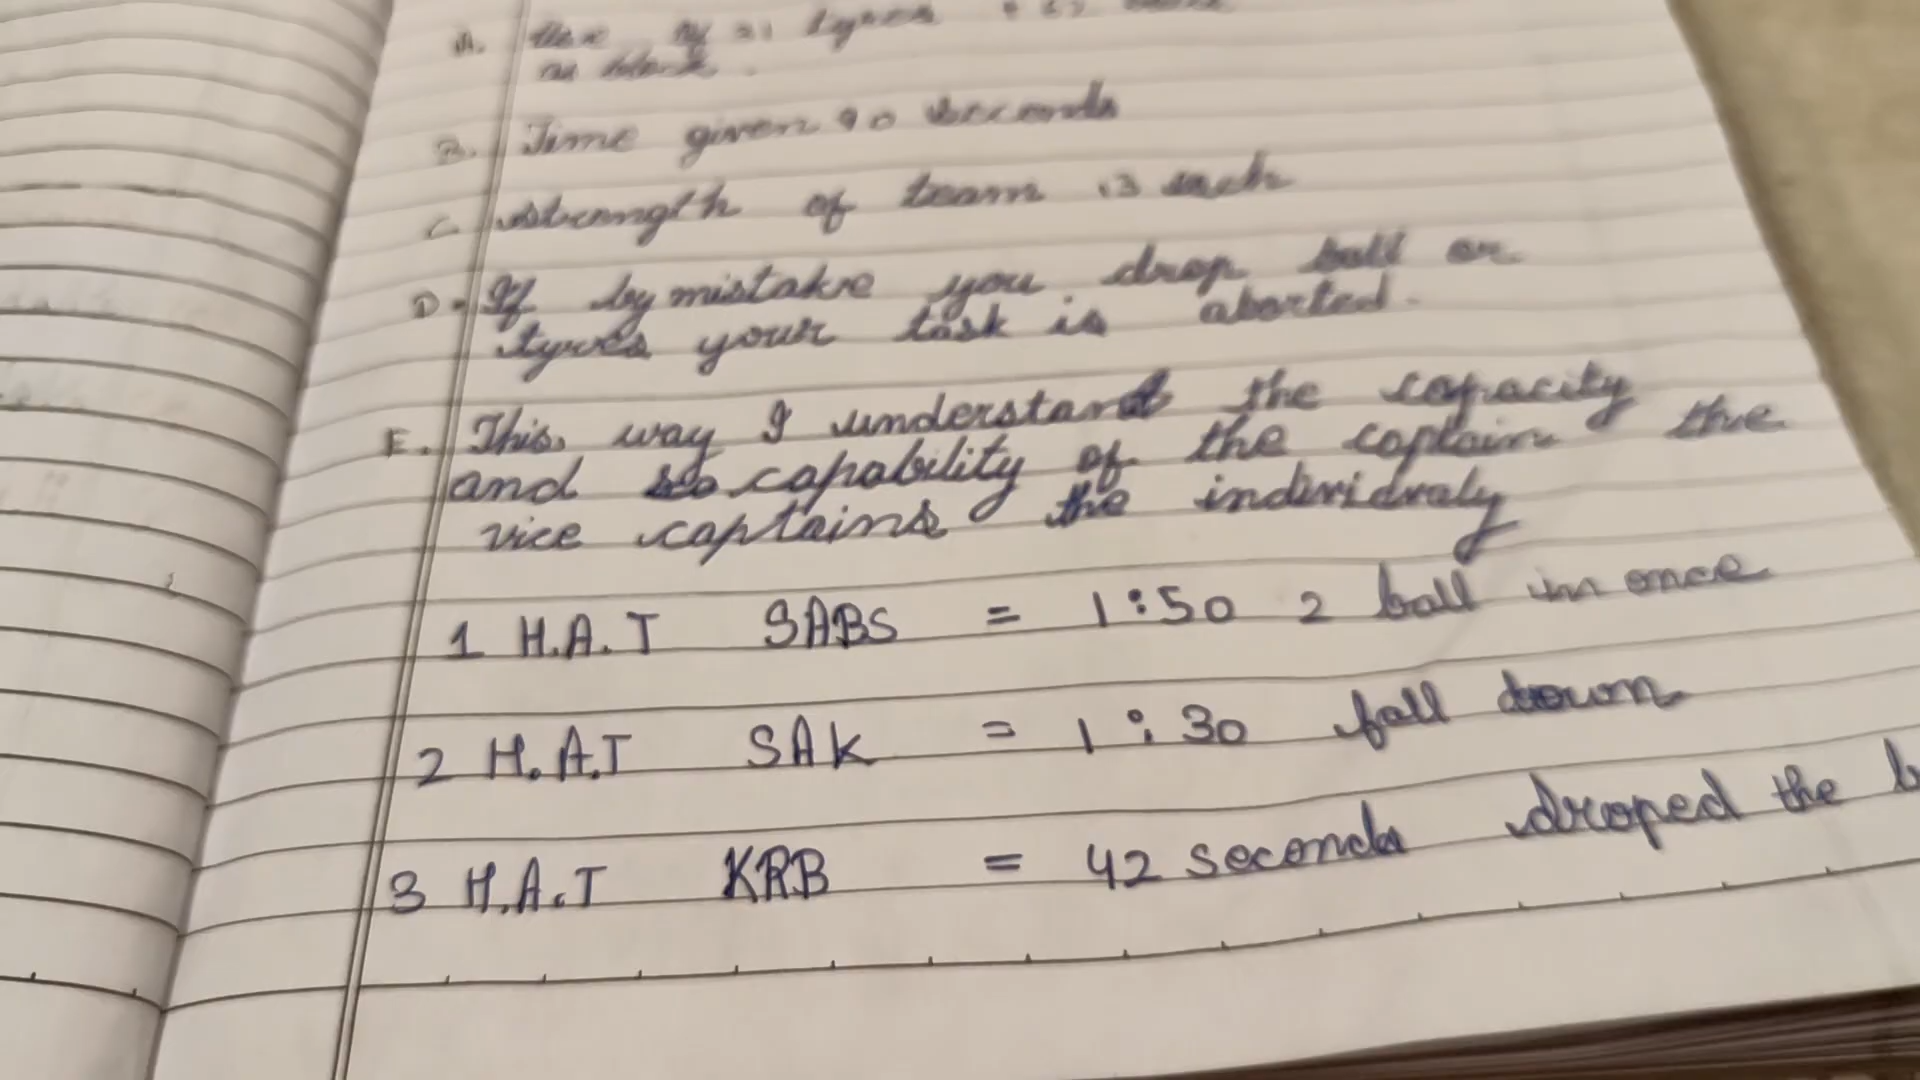 A.
B. Time given 90 seconds
C. strength of team 13 each
D. If by mistake you drop ball or
tyres your task is aborted.
E. This way I understand the capacity
and capability of the captain the
vice captains the individraly
1 H.A.T SABS = 1:50 2 ball in once
2 H.A.T SAK = 1:30 fall down
3 H.A.T KRB = 42 seconds droped the b